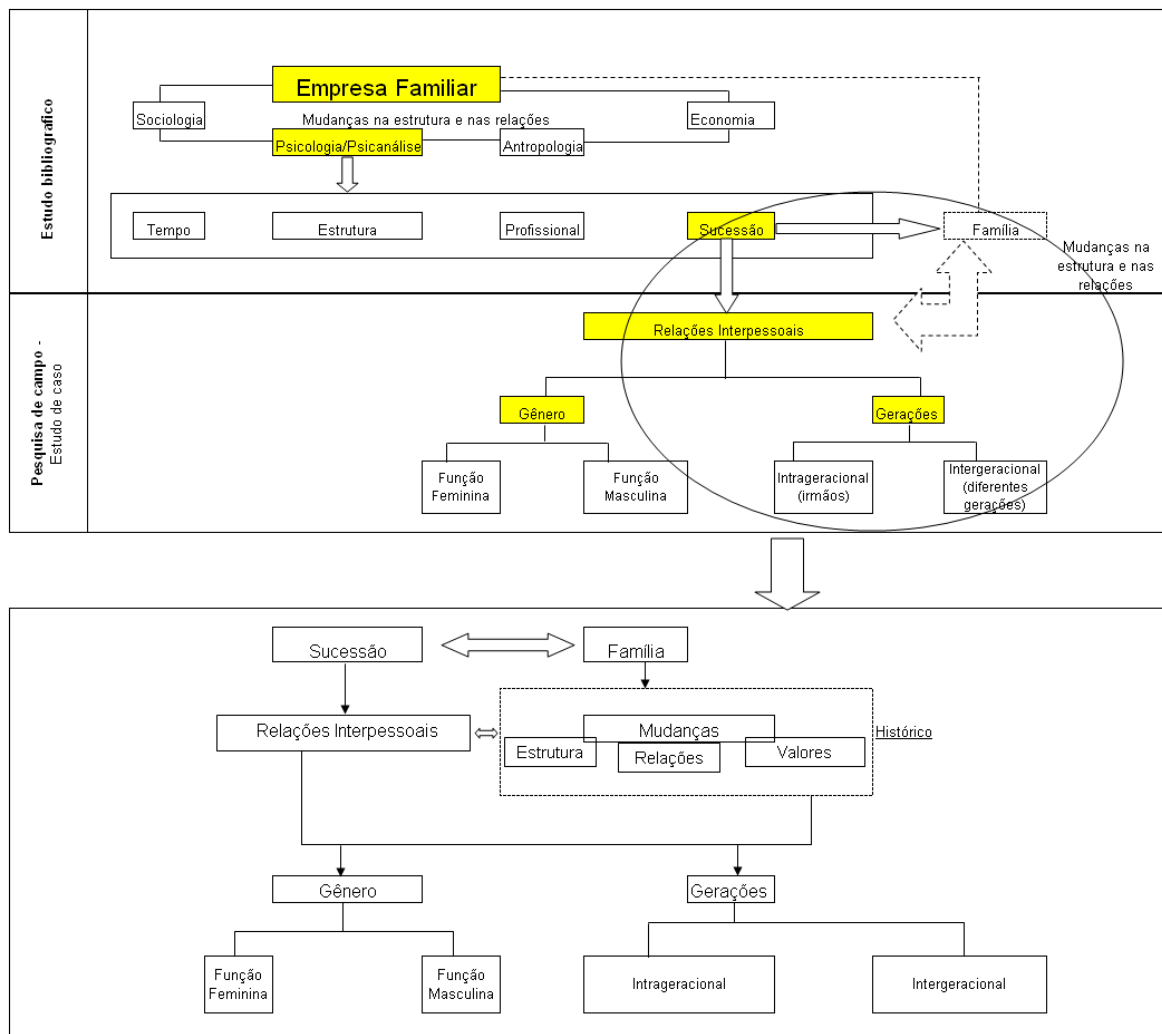 Estudo bibliografico
Empresa Familiar
Sociologia
Mudanças na estrutura e nas relações
Economia
Psicologia/Psicanálise
Antropologia
Tempo
Estrutura
Profissional
Sucessão
Família
Mudanças na
estrutura e nas
relações
Pesquisa de campo -
Estudo de caso
Relações Interpessoais
Gênero
Gerações
Função
Feminina
Função
Masculina
Intrageracional
(irmãos)
Intergeracional
(diferentes
gerações)
Sucessão
Família
Relações Interpessoais
Mudanças
Estrutura
Relações
Valores
Histórico
Gênero
Gerações
Função
Feminina
Função
Masculina
Intrageracional
Intergeracional